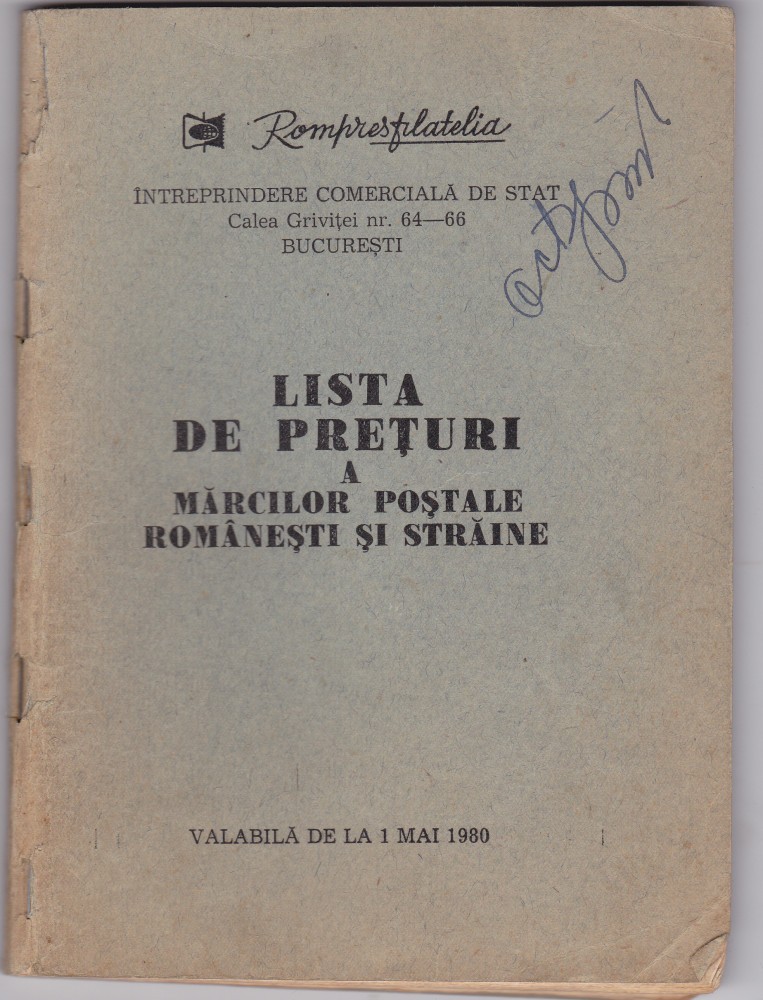 Rompresfilatelia
ÎNTREPRINDERE COMERCIALĂ DE STAT
Calea Griviței nr. 64—66
BUCUREȘTI
LISTA
DE PREȚURI
A
MĂRCILOR POȘTALE
ROMÂNEȘTI ȘI STRĂINE
VALABILĂ DE LA 1 MAI 1980